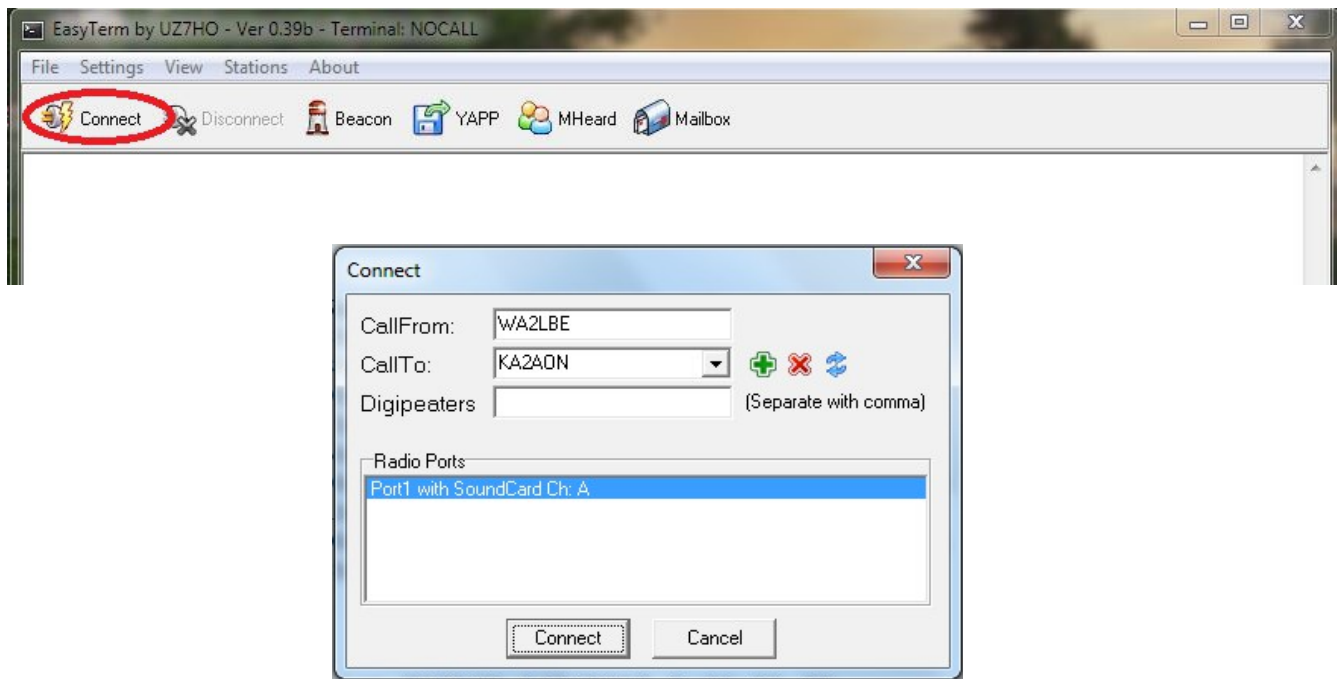 EasyTerm by UZ7HO - Ver 0.39b - Terminal: NOCALL
File Settings View Stations About
Connect Disconnect Beacon YAPP MHeard Mailbox
Connect
CallFrom: WA2LBE
CallTo: KA2AON
Digipeaters (Separate with comma)
Radio Ports
Port1 with SoundCard Ch: A
Connect Cancel